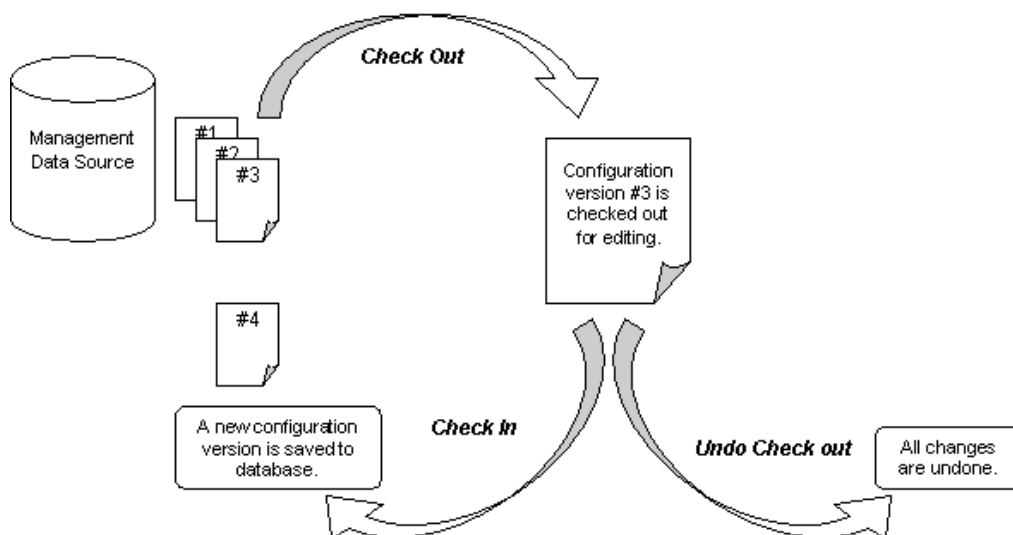 Check Out
Management
Data Source
#1
#2
#3
Configuration
version #3 is
checked out
for editing.
#4
A new configuration
version is saved to
database.
Check In
Undo Check out
All changes
are undone.